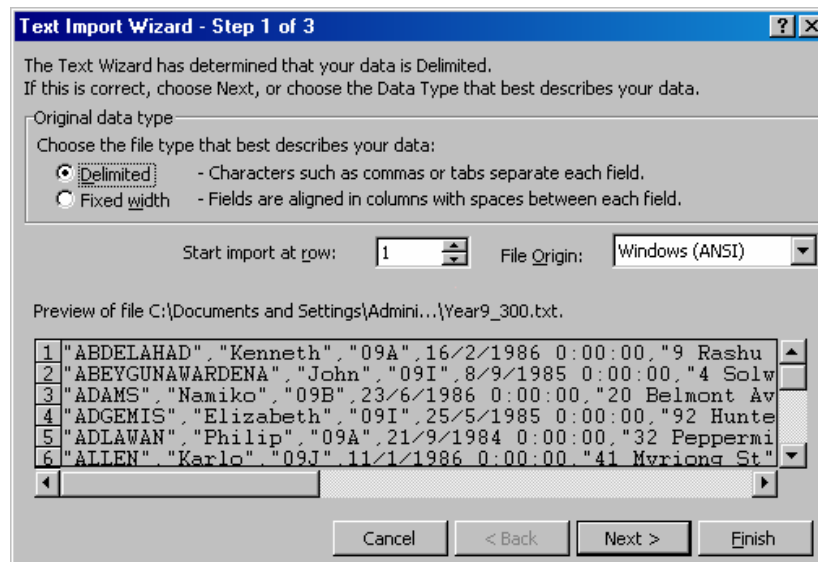 Text Import Wizard - Step 1 of 3
The Text Wizard has determined that your data is Delimited.
If this is correct, choose Next, or choose the Data Type that best describes your data.
Original data type
Choose the file type that best describes your data:
Delimited - Characters such as commas or tabs separate each field.
Fixed width - Fields are aligned in columns with spaces between each field.
Start import at row: 1 File Origin: Windows (ANSI)
Preview of file C:\Documents and Settings\Admini...\Year9_300.txt.
1 "ABDELAHAD","Kenneth","09A",16/2/1986 0:00:00,"9 Rashu
2 "ABEYGUNAWARDENA","John","09I",8/9/1985 0:00:00,"4 Solw
3 "ADAMS","Namiko","09B",23/6/1986 0:00:00,"20 Belmont Av
4 "ADGEMIS","Elizabeth","09I",25/5/1985 0:00:00,"92 Hunte
5 "ADLAWAN","Philip","09A",21/9/1984 0:00:00,"32 Peppermi
6 "ALLEN","Karlo","09J",11/1/1986 0:00:00,"41 Myriong St"
Cancel < Back Next > Finish